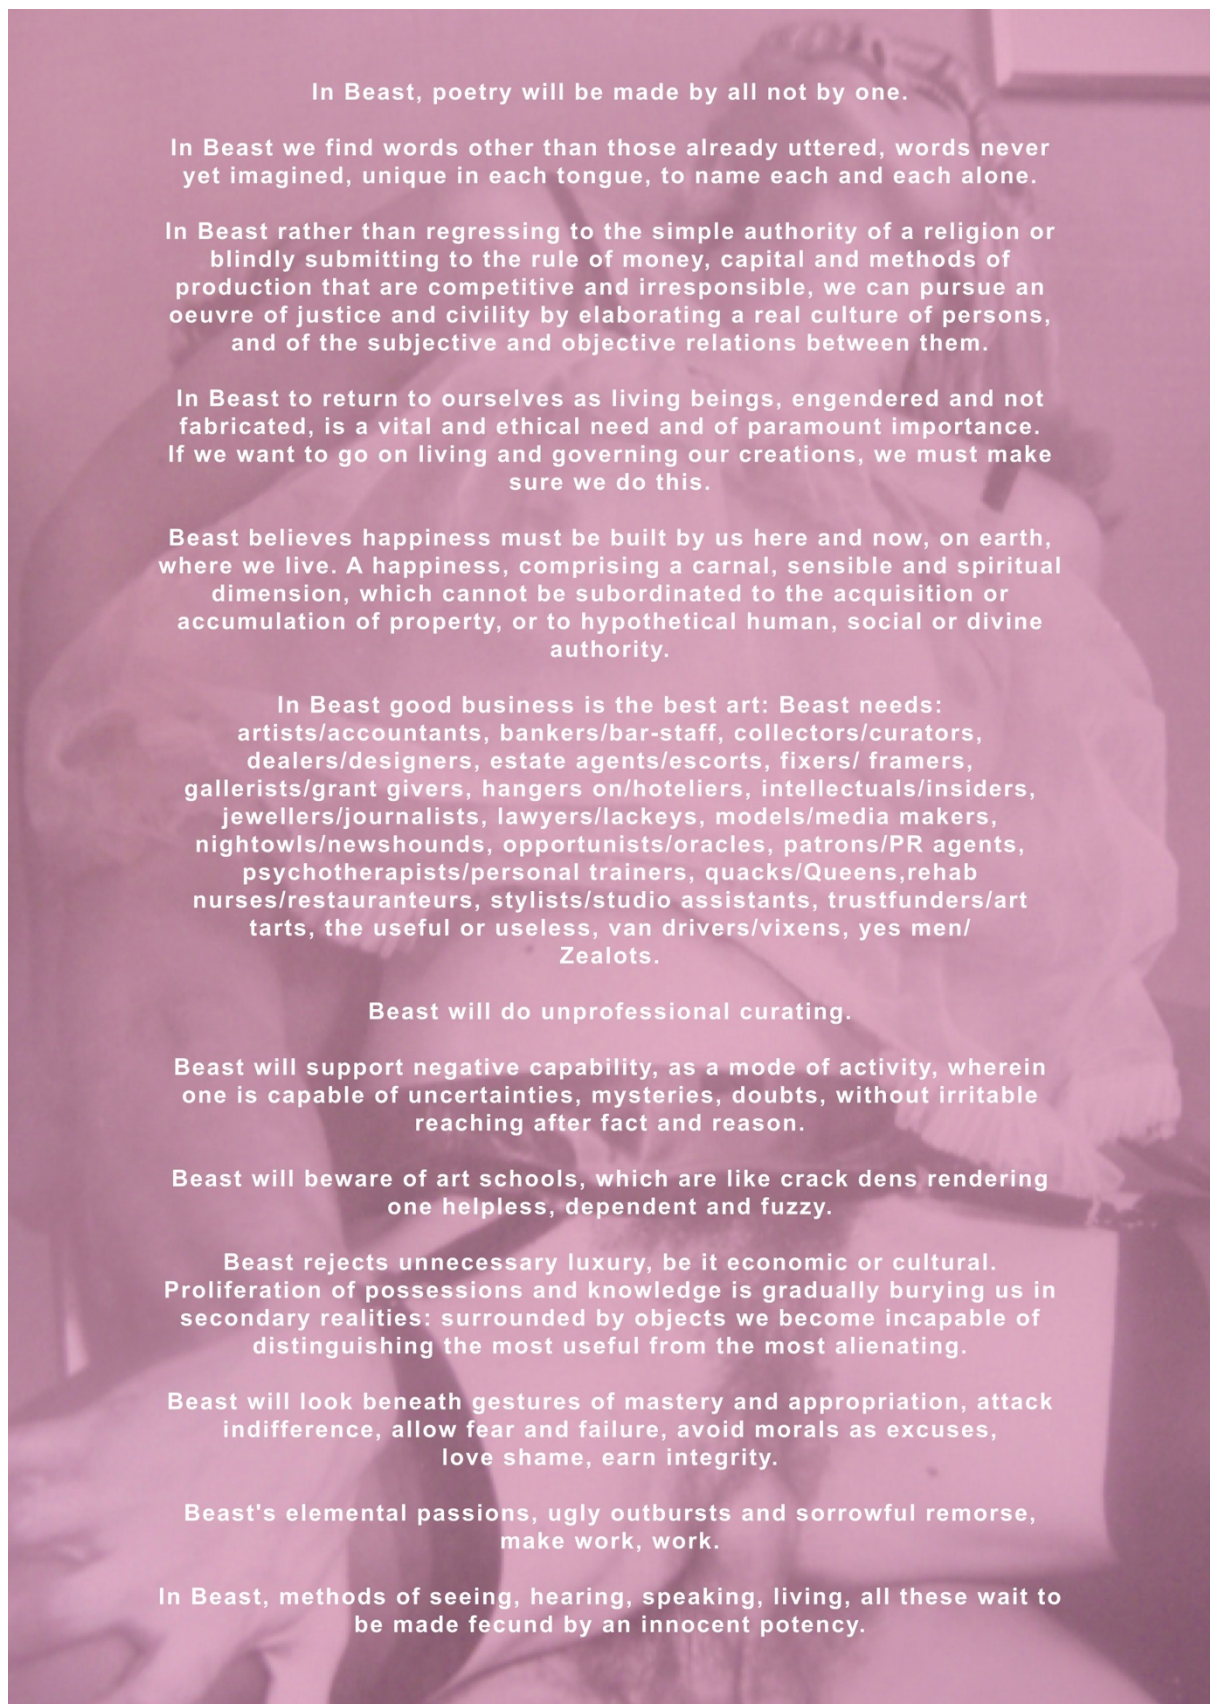 In Beast, poetry will be made by all not by one.
In Beast we find words other than those already uttered, words never
yet imagined, unique in each tongue, to name each and each alone.
In Beast rather than regressing to the simple authority of a religion or
blindly submitting to the rule of money, capital and methods of
production that are competitive and irresponsible, we can pursue an
oeuvre of justice and civility by elaborating a real culture of persons,
and of the subjective and objective relations between them.
In Beast to return to ourselves as living beings, engendered and not
fabricated, is a vital and ethical need and of paramount importance.
If we want to go on living and governing our creations, we must make
sure we do this.
Beast believes happiness must be built by us here and now, on earth,
where we live. A happiness, comprising a carnal, sensible and spiritual
dimension, which cannot be subordinated to the acquisition or
accumulation of property, or to hypothetical human, social or divine
authority.
In Beast good business is the best art: Beast needs:
artists/accountants, bankers/bar-staff, collectors/curators,
dealers/designers, estate agents/escorts, fixers/ framers,
gallerists/grant givers, hangers on/hoteliers, intellectuals/insiders,
jewellers/journalists, lawyers/lackeys, models/media makers,
nightowls/newshounds, opportunists/oracles, patrons/PR agents,
psychotherapists/personal trainers, quacks/Queens,rehab
nurses/restauranteurs, stylists/studio assistants, trustfunders/art
tarts, the useful or useless, van drivers/vixens, yes men/
Zealots.
Beast will do unprofessional curating.
Beast will support negative capability, as a mode of activity, wherein
one is capable of uncertainties, mysteries, doubts, without irritable
reaching after fact and reason.
Beast will beware of art schools, which are like crack dens rendering
one helpless, dependent and fuzzy.
Beast rejects unnecessary luxury, be it economic or cultural.
Proliferation of possessions and knowledge is gradually burying us in
secondary realities: surrounded by objects we become incapable of
distinguishing the most useful from the most alienating.
Beast will look beneath gestures of mastery and appropriation, attack
indifference, allow fear and failure, avoid morals as excuses,
love shame, earn integrity.
Beast's elemental passions, ugly outbursts and sorrowful remorse,
make work, work.
In Beast, methods of seeing, hearing, speaking, living, all these wait to
be made fecund by an innocent potency.